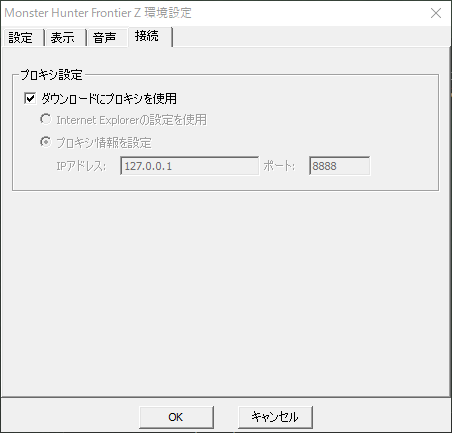 Monster Hunter Frontier Z 環境設定
設定 表示 音声 接続
プロキシ設定
ダウンロードにプロキシを使用
Internet Explorerの設定を使用
プロキシ情報を設定
IPアドレス: 127.0.0.1 ポート: 8888
OK キャンセル